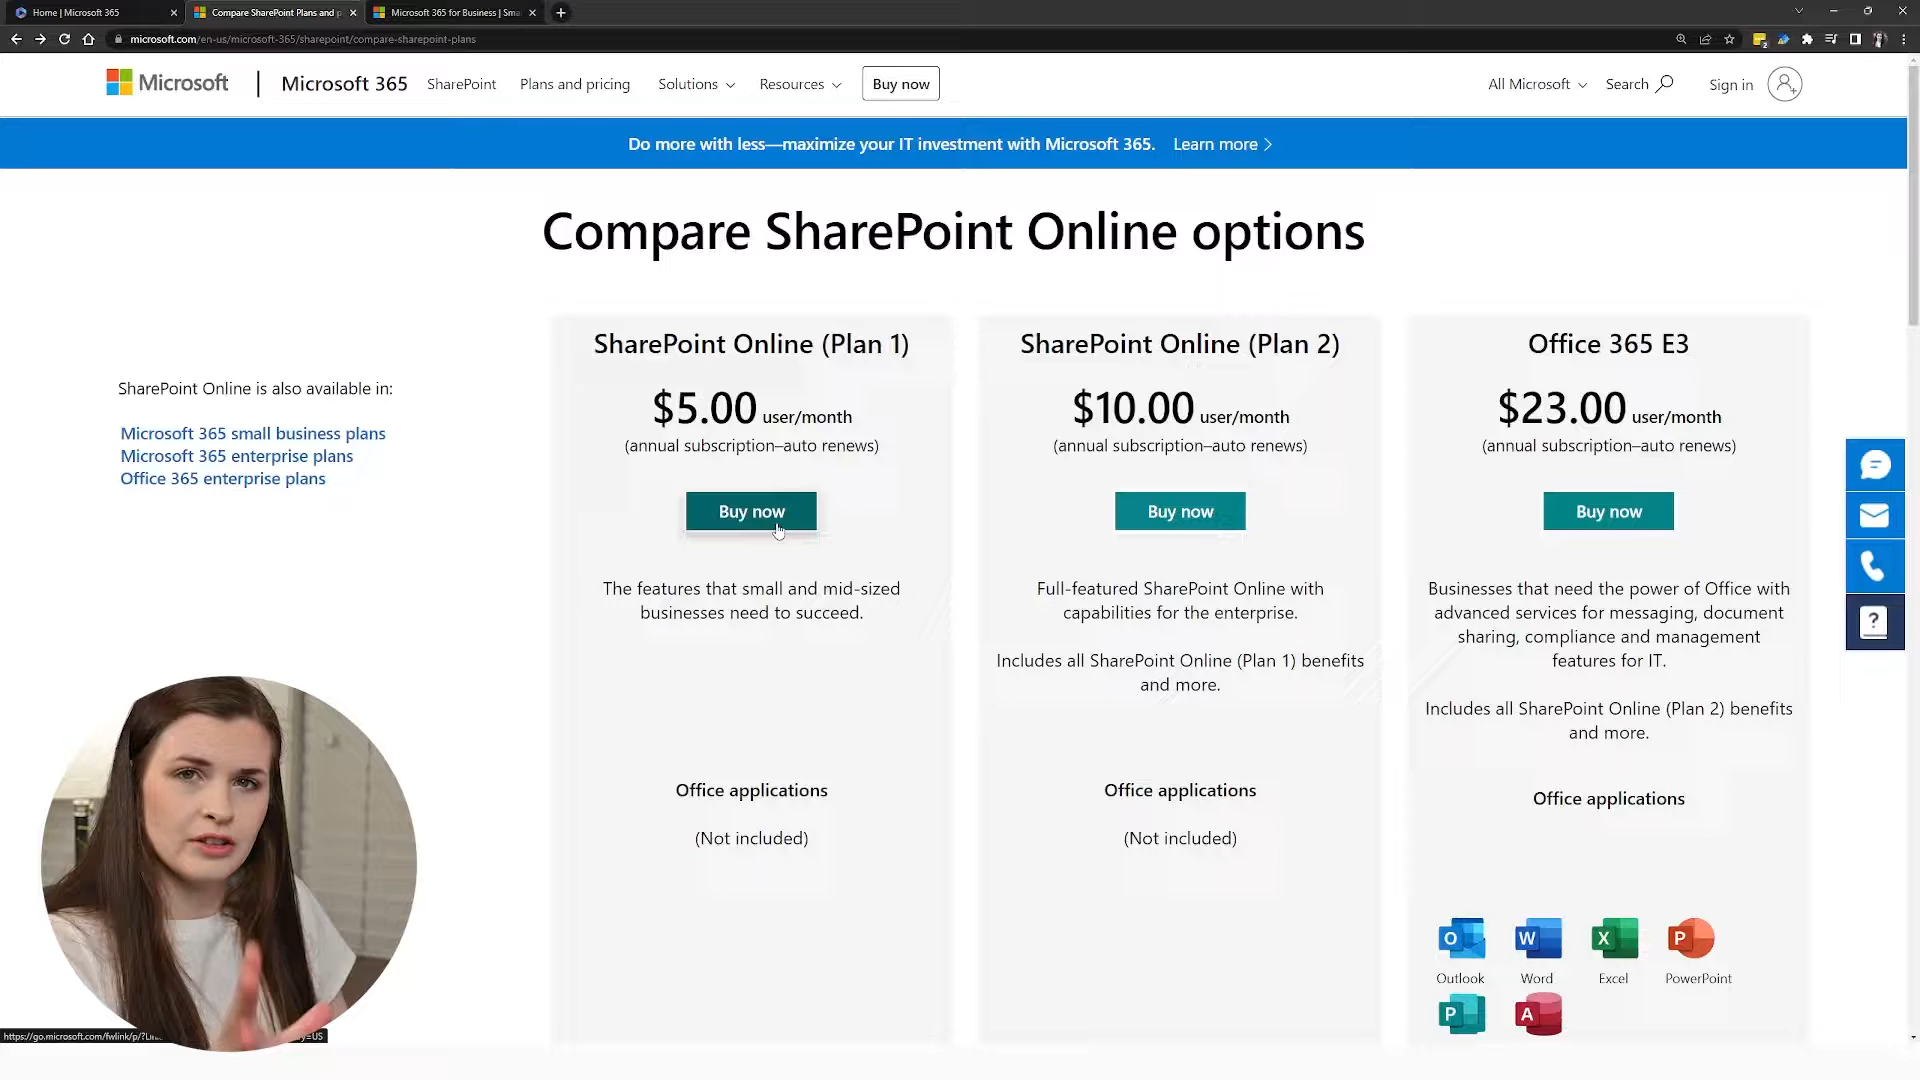 Home | Microsoft 365
Compare SharePoint Plans and p
Microsoft 365 for Business | Sma
microsoft.com/en-us/microsoft-365/sharepoint/compare-sharepoint-plans
Microsoft
Microsoft 365
SharePoint
Plans and pricing
Solutions
Resources
Buy now
All Microsoft
Search
Sign in
Do more with less—maximize your IT investment with Microsoft 365. Learn more
Compare SharePoint Online options
SharePoint Online is also available in:
Microsoft 365 small business plans
Microsoft 365 enterprise plans
Office 365 enterprise plans
SharePoint Online (Plan 1)
$5.00 user/month
(annual subscription–auto renews)
Buy now
The features that small and mid-sized
businesses need to succeed.
Office applications
(Not included)
SharePoint Online (Plan 2)
$10.00 user/month
(annual subscription–auto renews)
Buy now
Full-featured SharePoint Online with
capabilities for the enterprise.
Includes all SharePoint Online (Plan 1) benefits
and more.
Office applications
(Not included)
Office 365 E3
$23.00 user/month
(annual subscription–auto renews)
Buy now
Businesses that need the power of Office with
advanced services for messaging, document
sharing, compliance and management
features for IT.
Includes all SharePoint Online (Plan 2) benefits
and more.
Office applications
O
W
X
P
Outlook
Word
Excel
PowerPoint
P
A
https://go.microsoft.com/fwlink/p/?Lin
=US